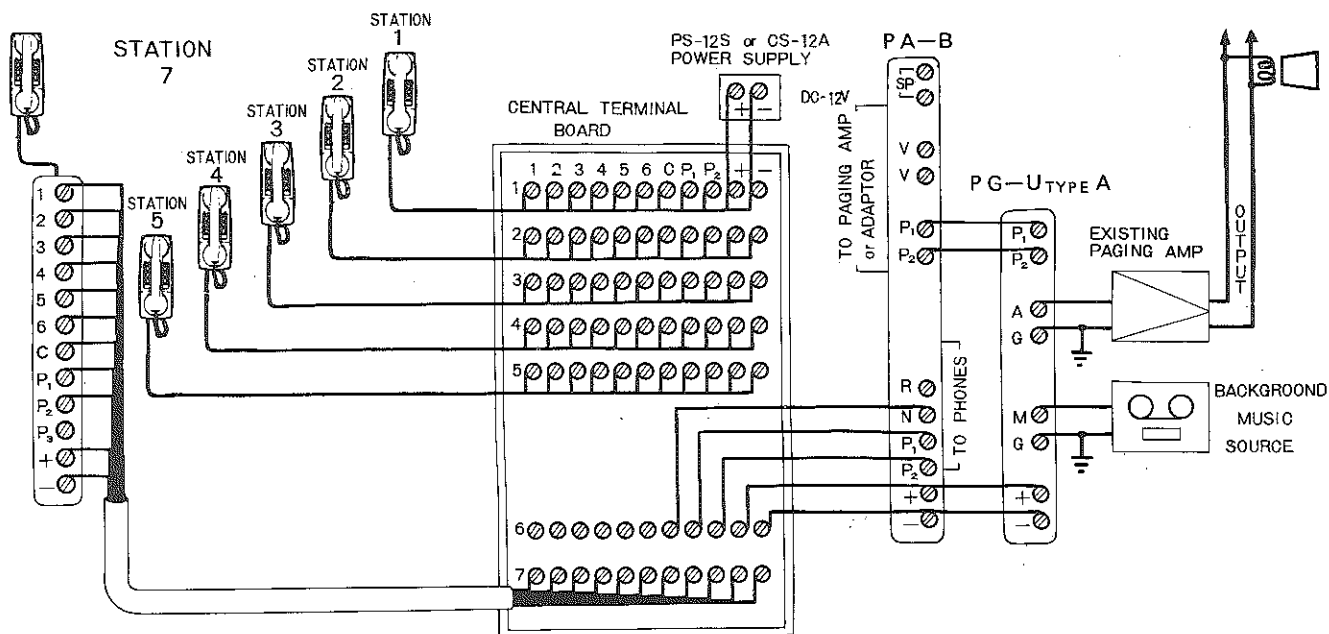 STATION
7
STATION
5
STATION
4
STATION
3
STATION
2
STATION
1
1
2
3
4
5
6
C
P₁
P₂
P₃
+
−
CENTRAL TERMINAL
BOARD
1 2 3 4 5 6 C P₁ P₂ + −
1
2
3
4
5
6
7
PS-12S or CS-12A
POWER SUPPLY
+ −
PA-B
SP
DC-12V
V
V
P₁
P₂
TO PAGING AMP
or ADAPTOR
R
N
P₁
P₂
+
−
TO PHONES
PG-U TYPE A
P₁
P₂
A
G
M
G
+
−
EXISTING
PAGING AMP
OUTPUT
BACKGROOND
MUSIC
SOURCE